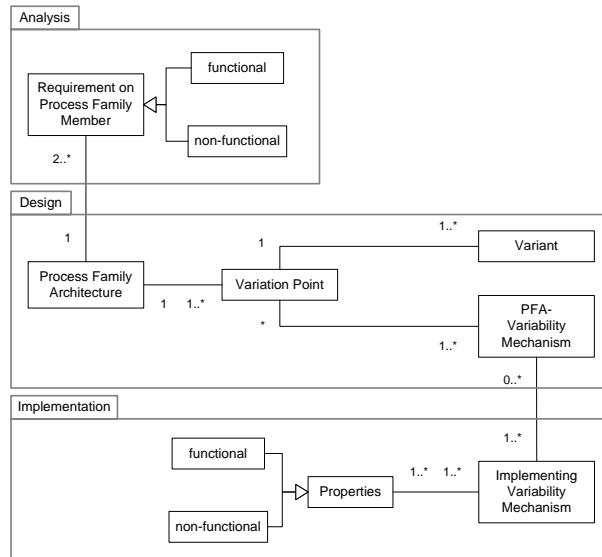 Analysis
functional
Requirement on
Process Family
Member
non-functional
2..*
Design
1
1
1..*
Variant
Process Family
Architecture
Variation Point
1
1..*
*
1..*
PFA-
Variability
Mechanism
0..*
Implementation
1..*
functional
1..*
1..*
Properties
Implementing
Variability
Mechanism
non-functional